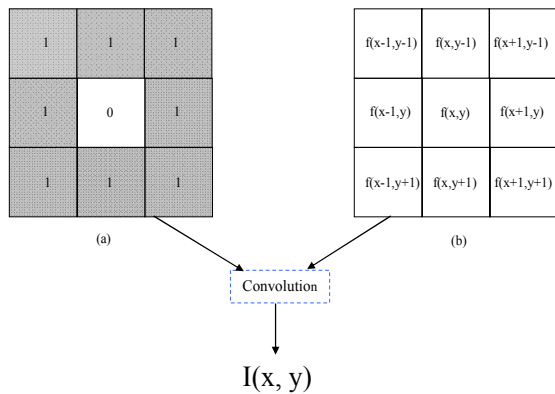 1 1 1
1 0 1
1 1 1
(a)
f(x-1,y-1) f(x,y-1) f(x+1,y-1)
f(x-1,y) f(x,y) f(x+1,y)
f(x-1,y+1) f(x,y+1) f(x+1,y+1)
(b)
Convolution
I(x, y)